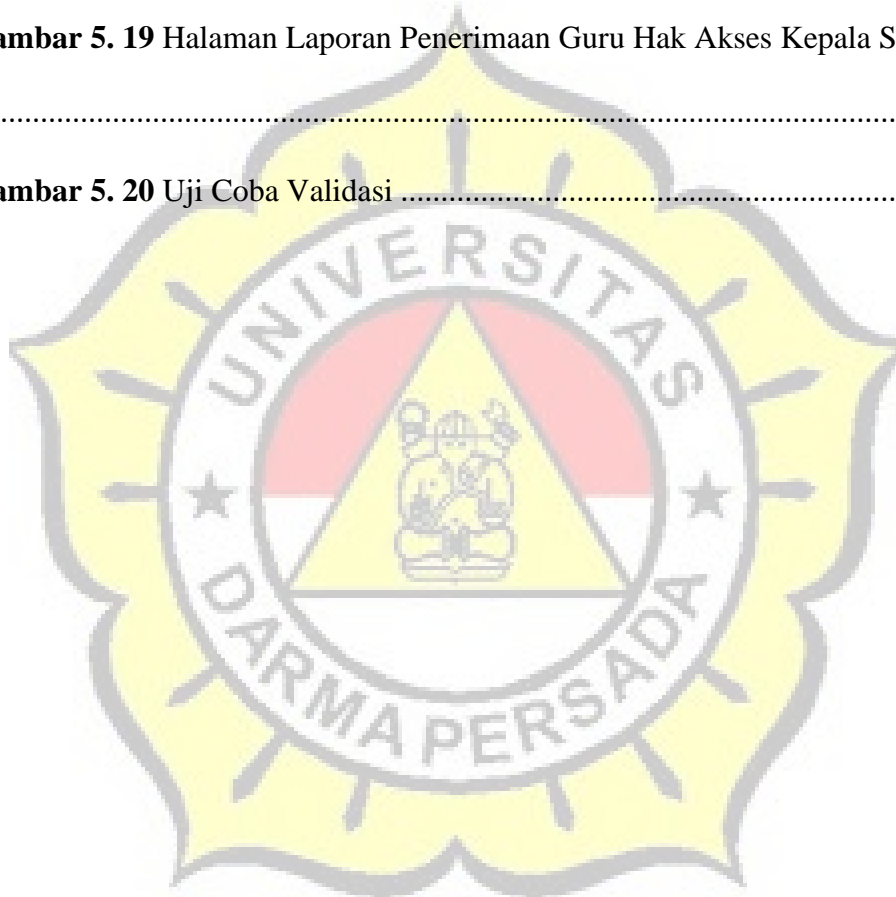 ambar 5. 19 Halaman Laporan Penerimaan Guru Hak Akses Kepala S
................................................................................................................
ambar 5. 20 Uji Coba Validasi ..............................................................
UNIVERSITAS
DARMA PERSADA